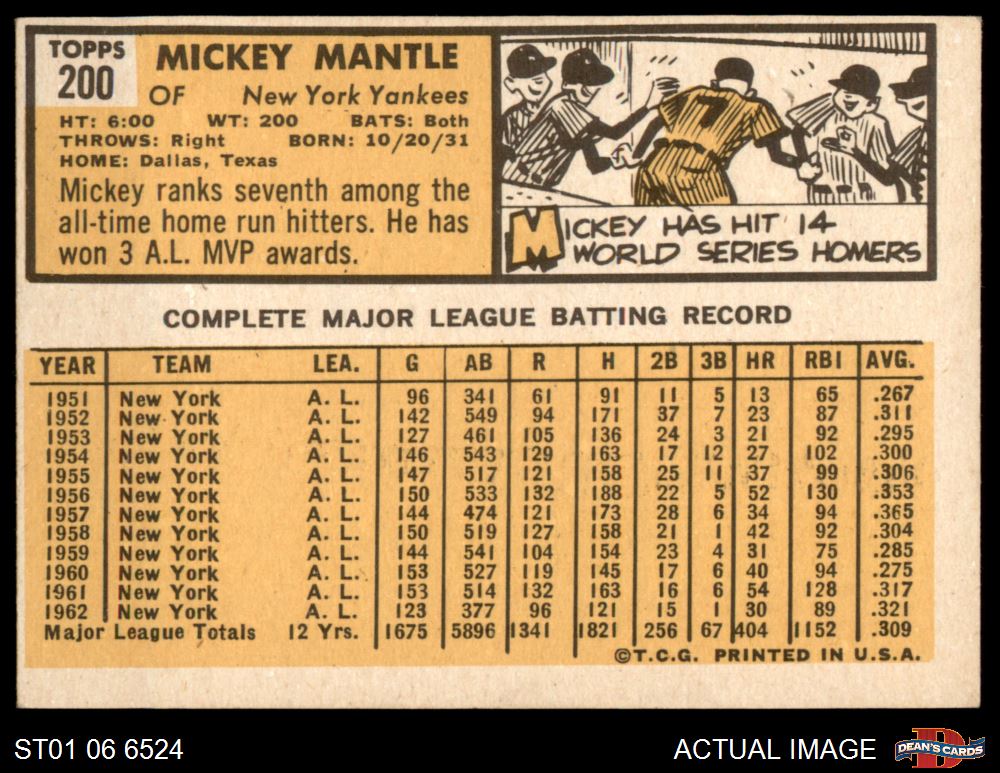 TOPPS
200
MICKEY MANTLE
OF New York Yankees
HT: 6:00 WT: 200 BATS: Both
THROWS: Right BORN: 10/20/31
HOME: Dallas, Texas
Mickey ranks seventh among the
all-time home run hitters. He has
won 3 A.L. MVP awards.
7
MICKEY HAS HIT 14
WORLD SERIES HOMERS
COMPLETE MAJOR LEAGUE BATTING RECORD
YEAR TEAM LEA. G AB R H 2B 3B HR RBI AVG.
1951 New York A. L. 96 341 61 91 11 5 13 65 .267
1952 New York A. L. 142 549 94 171 37 7 23 87 .311
1953 New York A. L. 127 461 105 136 24 3 21 92 .295
1954 New York A. L. 146 543 129 163 17 12 27 102 .300
1955 New York A. L. 147 517 121 158 25 11 37 99 .306
1956 New York A. L. 150 533 132 188 22 5 52 130 .353
1957 New York A. L. 144 474 121 173 28 6 34 94 .365
1958 New York A. L. 150 519 127 158 21 1 42 92 .304
1959 New York A. L. 144 541 104 154 23 4 31 75 .285
1960 New York A. L. 153 527 119 145 17 6 40 94 .275
1961 New York A. L. 153 514 132 163 16 6 54 128 .317
1962 New York A. L. 123 377 96 121 15 1 30 89 .321
Major League Totals 12 Yrs. 1675 5896 1341 1821 256 67 404 1152 .309
©T.C.G. PRINTED IN U.S.A.
ST01 06 6524
ACTUAL IMAGE
D
DEAN'S CARDS